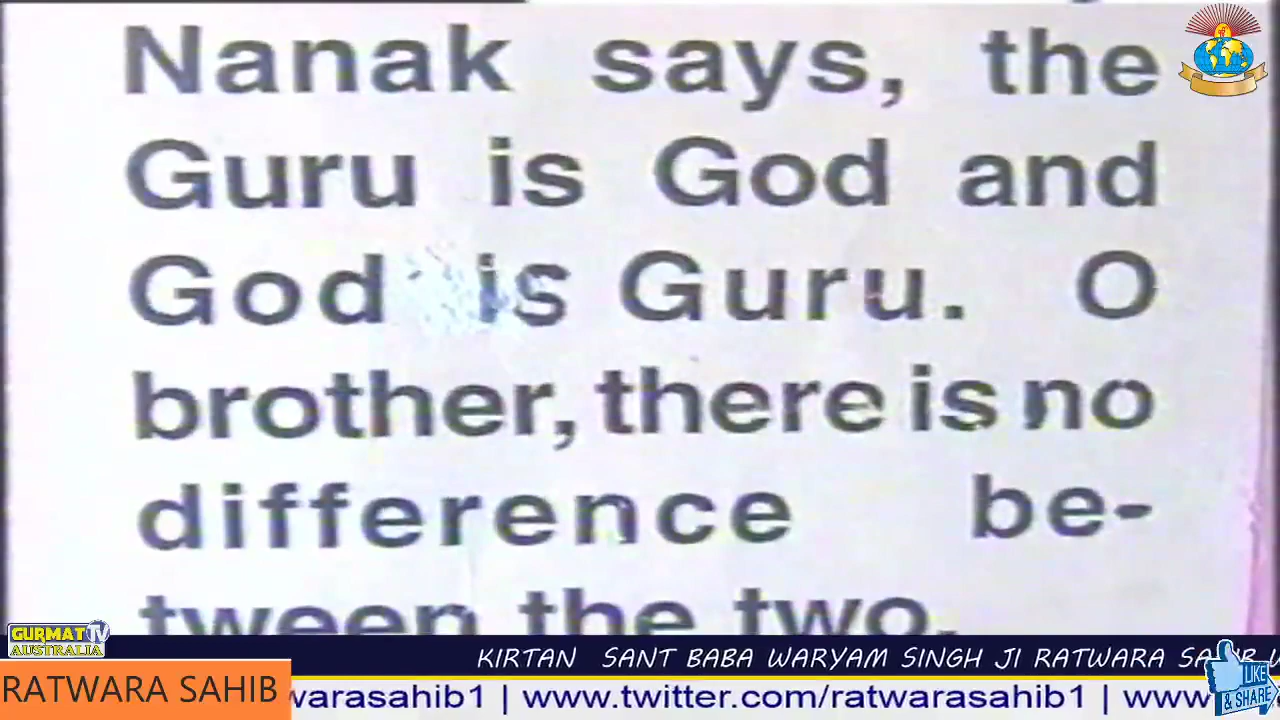 Nanak says, the
Guru is God and
God is Guru. O
brother, there is no
difference be-
tween the two.
GURMAT TV
AUSTRALIA
KIRTAN SANT BABA WARYAM SINGH JI RATWARA SAHIB
RATWARA SAHIB
warasahib1 | www.twitter.com/ratwarasahib1 | www
LIKE
& SHARE